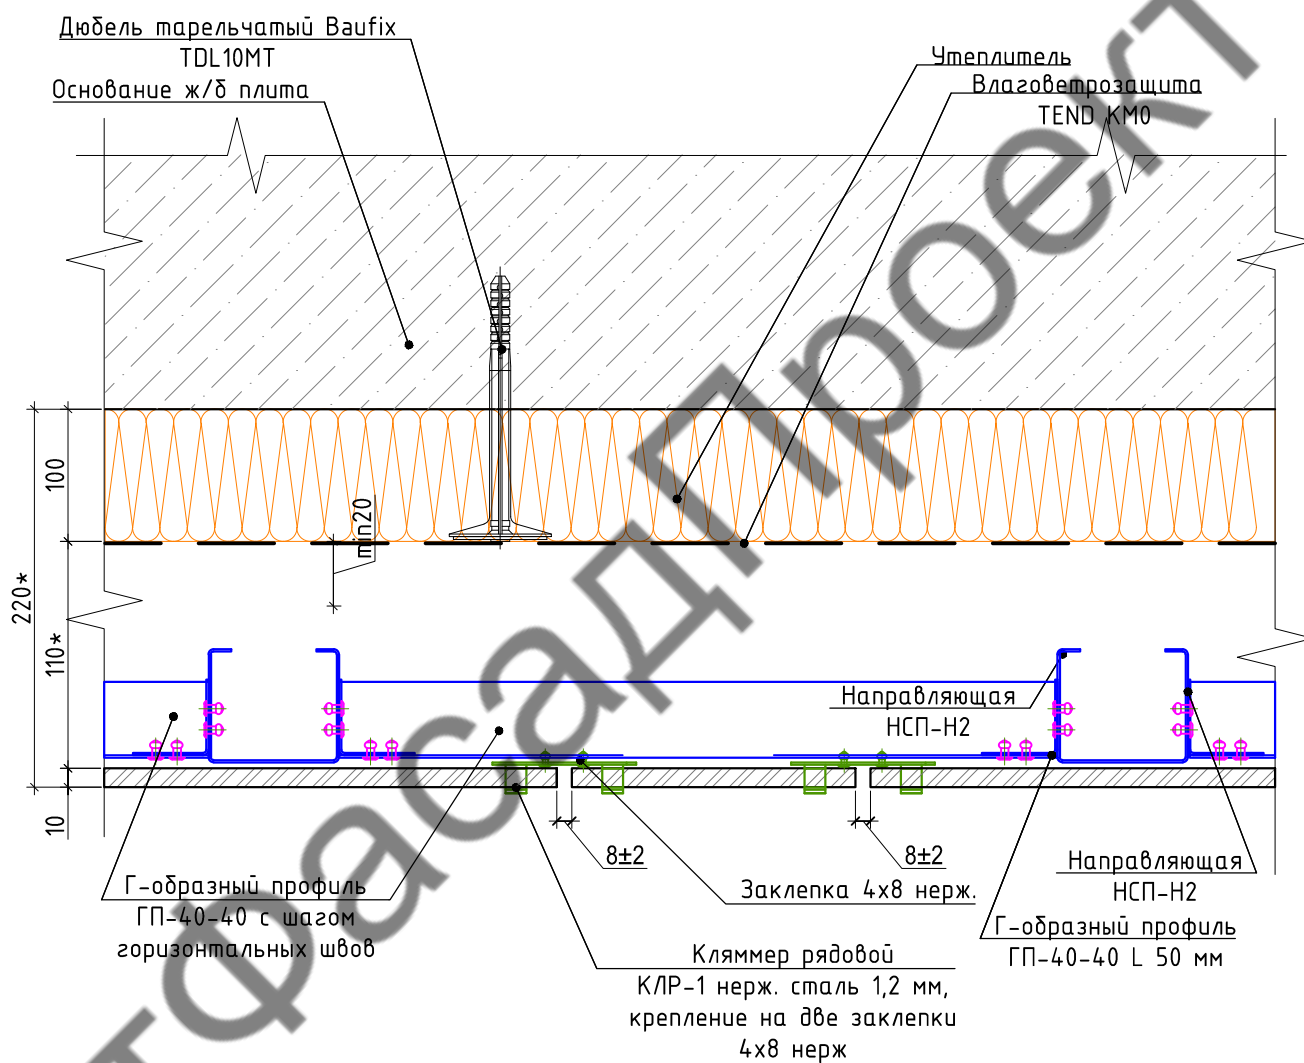 Дюбель тарельчатый Baufix
TDL10MT
Основание ж/б плита
Утеплитель
Влаговетрозащита
TEND KM0
100
min20
220*
110*
10
Направляющая
НСП-Н2
8±2
8±2
Заклепка 4х8 нерж.
Г-образный профиль
ГП-40-40 с шагом
горизонтальных швов
Направляющая
НСП-Н2
Г-образный профиль
ГП-40-40 L 50 мм
Кляммер рядовой
КЛР-1 нерж. сталь 1,2 мм,
крепление на две заклепки
4х8 нерж
тФасадПроект